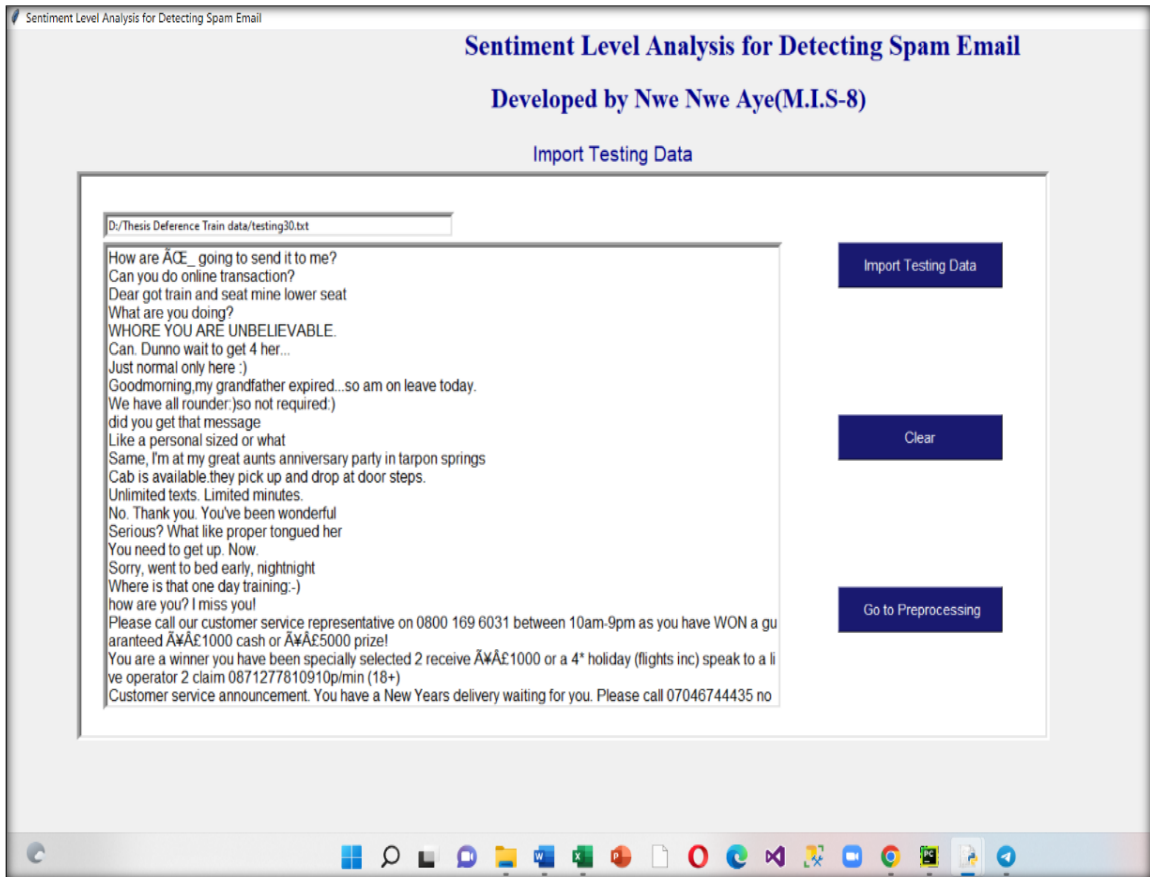 Sentiment Level Analysis for Detecting Spam Email
Sentiment Level Analysis for Detecting Spam Email
Developed by Nwe Nwe Aye(M.I.S-8)
Import Testing Data
D:/Thesis Deference Train data/testing30.txt
How are ÃŒ_ going to send it to me?
Can you do online transaction?
Dear got train and seat mine lower seat
What are you doing?
WHORE YOU ARE UNBELIEVABLE.
Can. Dunno wait to get 4 her...
Just normal only here :)
Goodmorning,my grandfather expired...so am on leave today.
We have all rounder:)so not required:)
did you get that message
Like a personal sized or what
Same, I'm at my great aunts anniversary party in tarpon springs
Cab is available.they pick up and drop at door steps.
Unlimited texts. Limited minutes.
No. Thank you. You've been wonderful
Serious? What like proper tongued her
You need to get up. Now.
Sorry, went to bed early, nightnight
Where is that one day training:-)
how are you? I miss you!
Please call our customer service representative on 0800 169 6031 between 10am-9pm as you have WON a gu
aranteed Ã¥Â£1000 cash or Ã¥Â£5000 prize!
You are a winner you have been specially selected 2 receive Ã¥Â£1000 or a 4* holiday (flights inc) speak to a li
ve operator 2 claim 0871277810910p/min (18+)
Customer service announcement. You have a New Years delivery waiting for you. Please call 07046744435 no
Import Testing Data
Clear
Go to Preprocessing